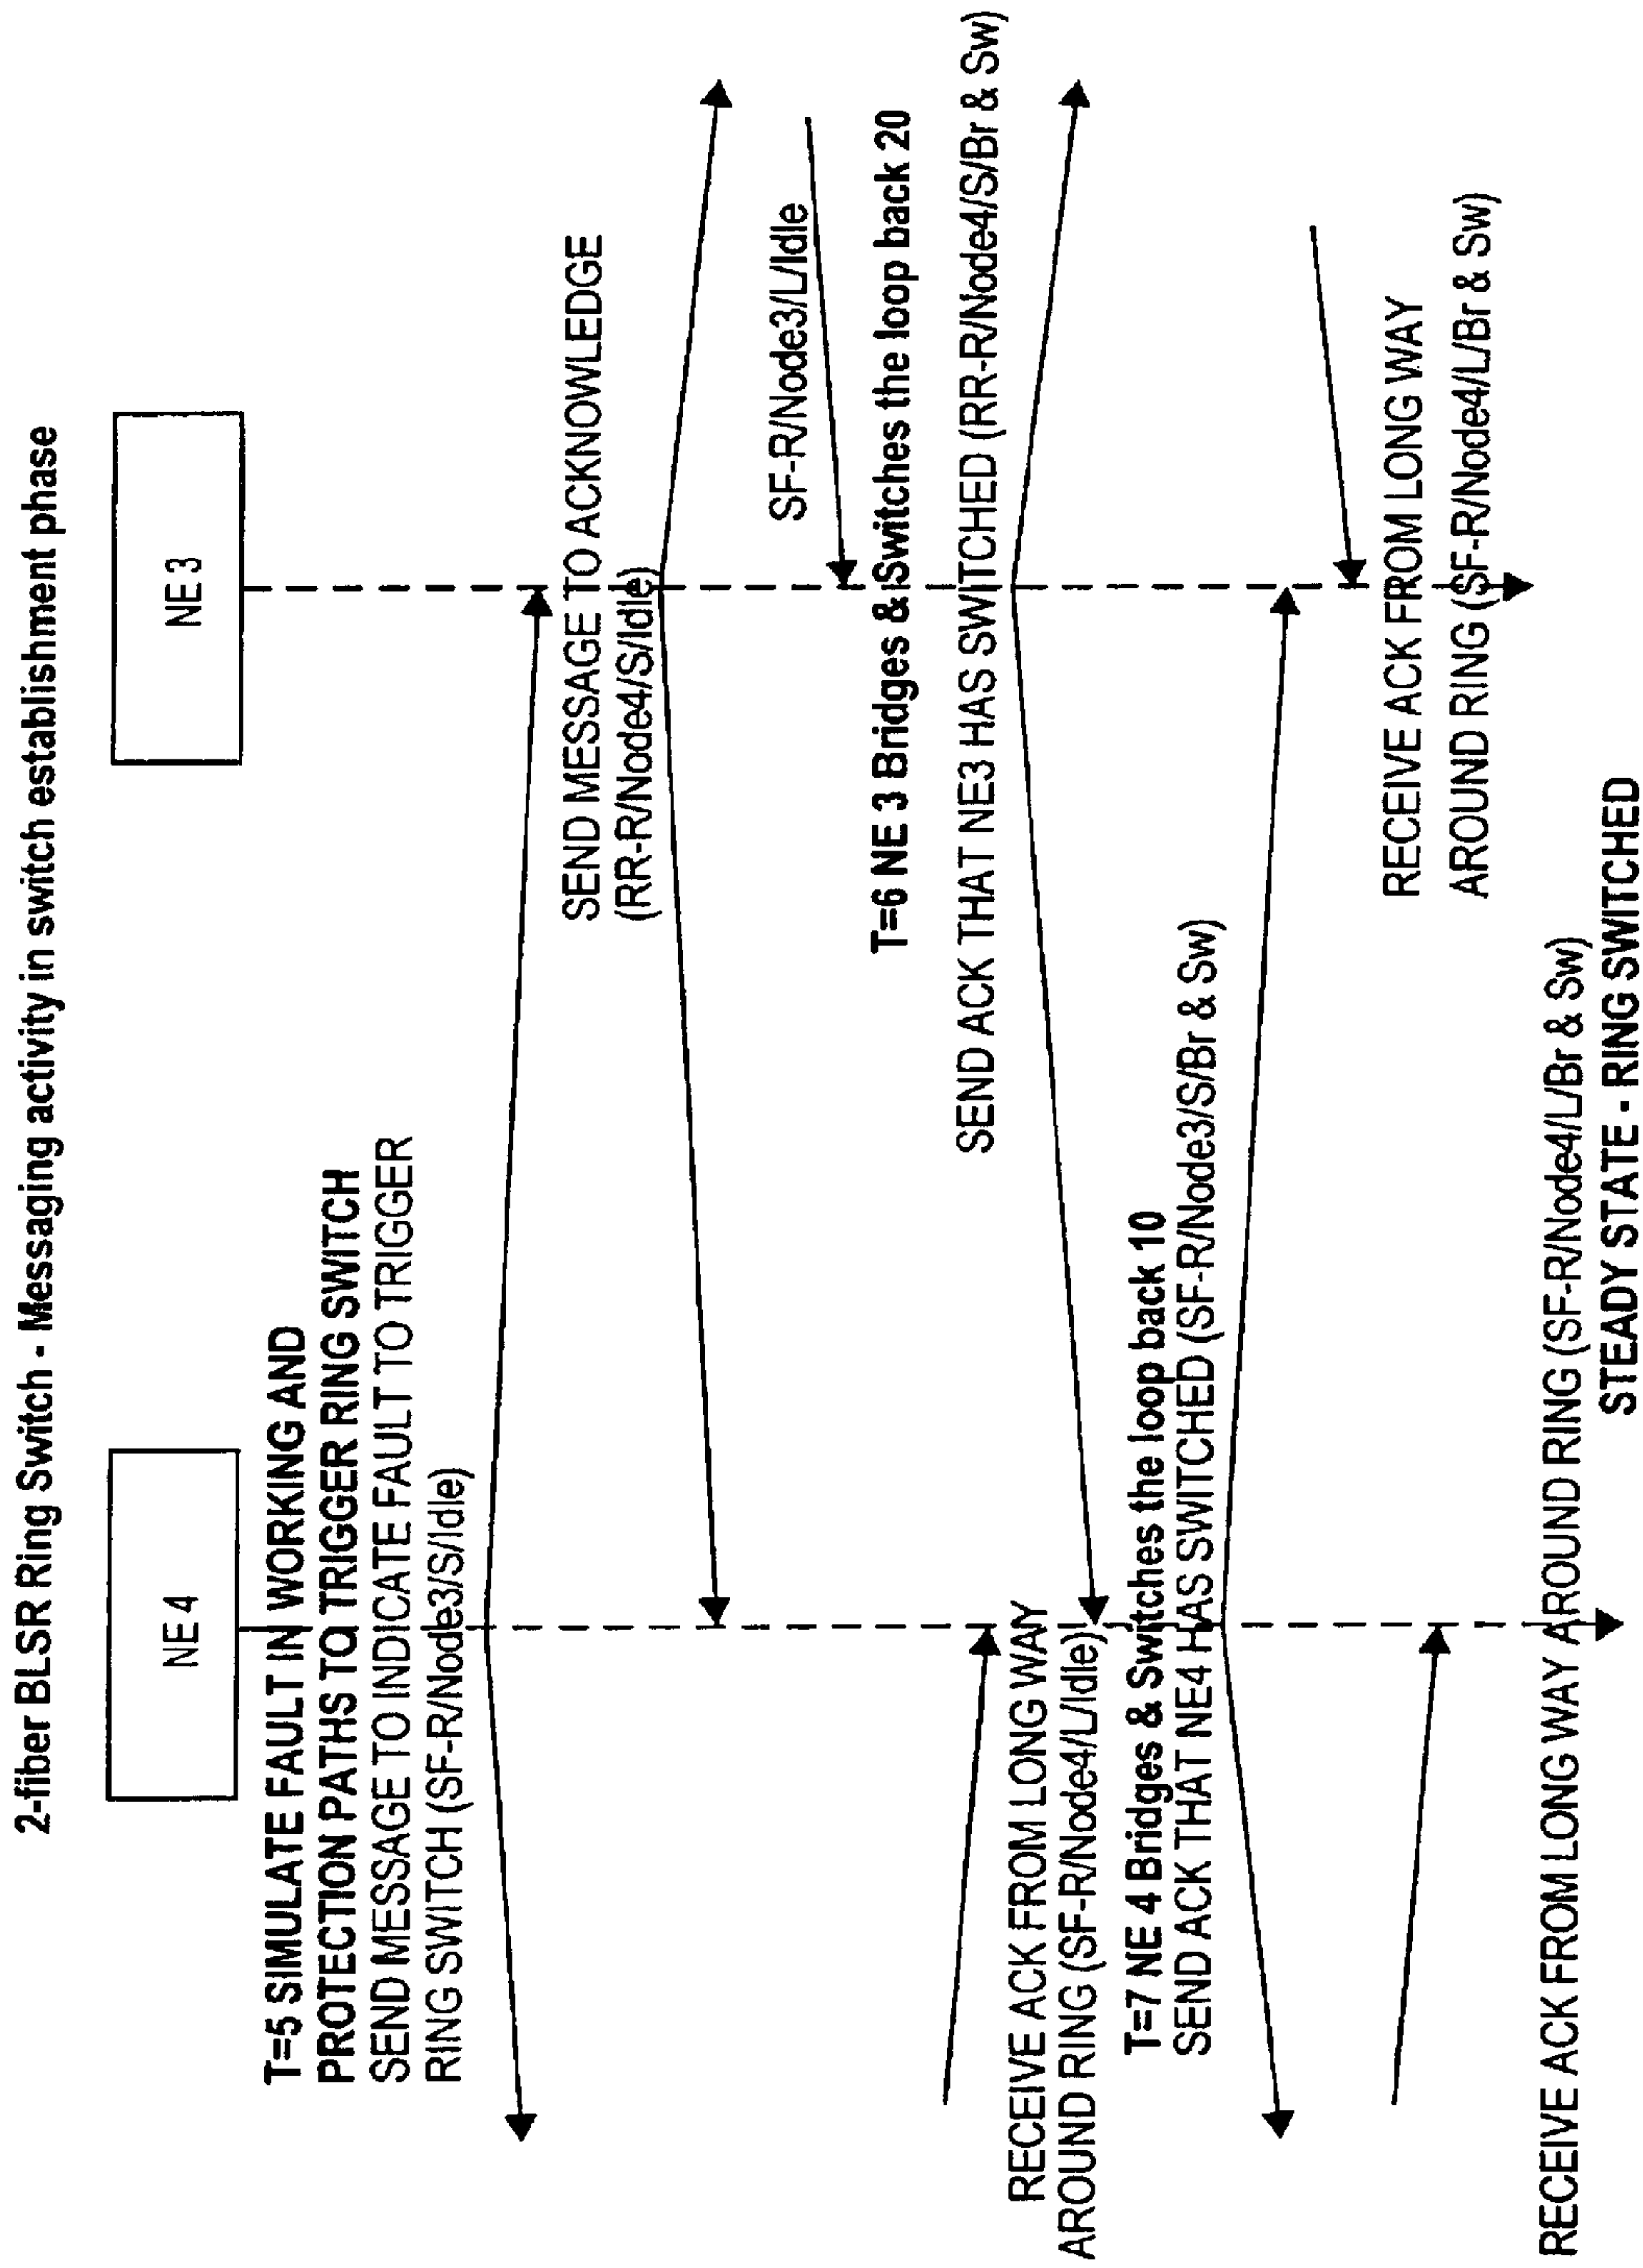 2-fiber BLSR Ring Switch - Messaging activity in switch establishment phase
NE 4
NE 3
T=5 SIMULATE FAULT IN WORKING AND
PROTECTION PATHS TO TRIGGER RING SWITCH
SEND MESSAGE TO INDICATE FAULT TO TRIGGER
RING SWITCH (SF-R/Node3/S/Idle)
SEND MESSAGE TO ACKNOWLEDGE
(RR-R/Node4/S/Idle)
SF-R/Node3/L/Idle
T=6 NE 3 Bridges & Switches the loop back 20
SEND ACK THAT NE3 HAS SWITCHED (RR-R/Node4/S/Br & Sw)
RECEIVE ACK FROM LONG WAY
AROUND RING (SF-R/Node4/L/Idle)
T=7 NE 4 Bridges & Switches the loop back 10
SEND ACK THAT NE4 HAS SWITCHED (SF-R/Node3/S/Br & Sw)
RECEIVE ACK FROM LONG WAY
AROUND RING (SF-R/Node4/L/Br & Sw)
RECEIVE ACK FROM LONG WAY AROUND RING (SF-R/Node4/L/Br & Sw)
STEADY STATE - RING SWITCHED